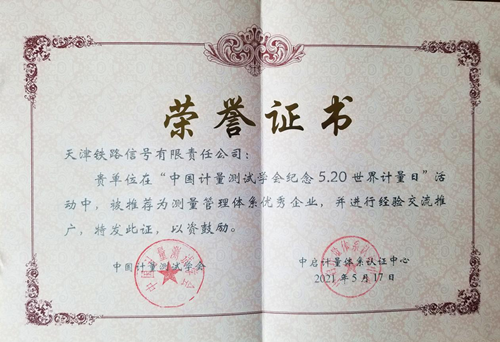 荣誉证书
天津铁路信号有限责任公司：
贵单位在“中国计量测试学会纪念5.20世界计量日”活
动中，被推荐为测量管理体系优秀企业，并进行经验交流推
广，特发此证，以资鼓励。
中国计量测试学会
中启计量体系认证中心
2021年5月17日